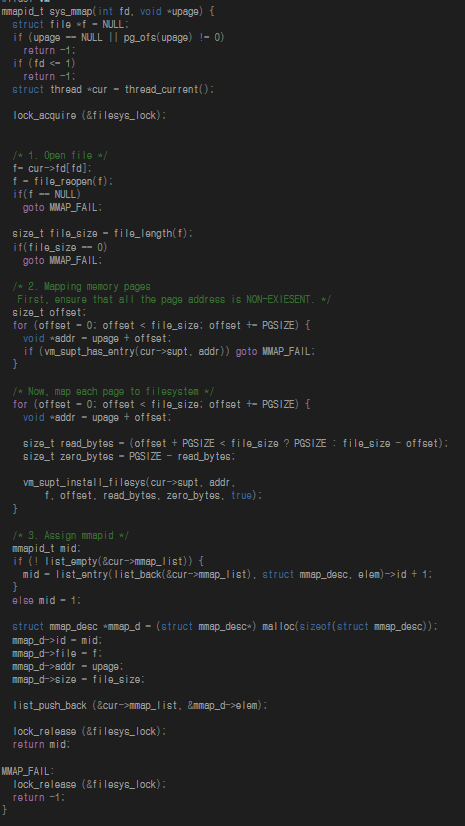 mmapid_t sys_mmap(int fd, void *upage) {
  struct file *f = NULL;
  if (upage == NULL || pg_ofs(upage) != 0)
    return -1;
  if (fd <= 1)
    return -1;
  struct thread *cur = thread_current();

  lock_acquire (&filesys_lock);


  /* 1. Open file */
  f= cur->fd[fd];
  f = file_reopen(f);
  if(f == NULL)
    goto MMAP_FAIL;

  size_t file_size = file_length(f);
  if(file_size == 0)
    goto MMAP_FAIL;

  /* 2. Mapping memory pages
   First, ensure that all the page address is NON-EXIESENT. */
  size_t offset;
  for (offset = 0; offset < file_size; offset += PGSIZE) {
    void *addr = upage + offset;
    if (vm_supt_has_entry(cur->supt, addr)) goto MMAP_FAIL;
  }

  /* Now, map each page to filesystem */
  for (offset = 0; offset < file_size; offset += PGSIZE) {
    void *addr = upage + offset;

    size_t read_bytes = (offset + PGSIZE < file_size ? PGSIZE : file_size - offset);
    size_t zero_bytes = PGSIZE - read_bytes;

    vm_supt_install_filesys(cur->supt, addr,
        f, offset, read_bytes, zero_bytes, true);
  }

  /* 3. Assign mmapid */
  mmapid_t mid;
  if (! list_empty(&cur->mmap_list)) {
    mid = list_entry(list_back(&cur->mmap_list), struct mmap_desc, elem)->id + 1;
  }
  else mid = 1;

  struct mmap_desc *mmap_d = (struct mmap_desc*) malloc(sizeof(struct mmap_desc));
  mmap_d->id = mid;
  mmap_d->file = f;
  mmap_d->addr = upage;
  mmap_d->size = file_size;

  list_push_back (&cur->mmap_list, &mmap_d->elem);

  lock_release (&filesys_lock);
  return mid;

MMAP_FAIL:
  lock_release (&filesys_lock);
  return -1;
}